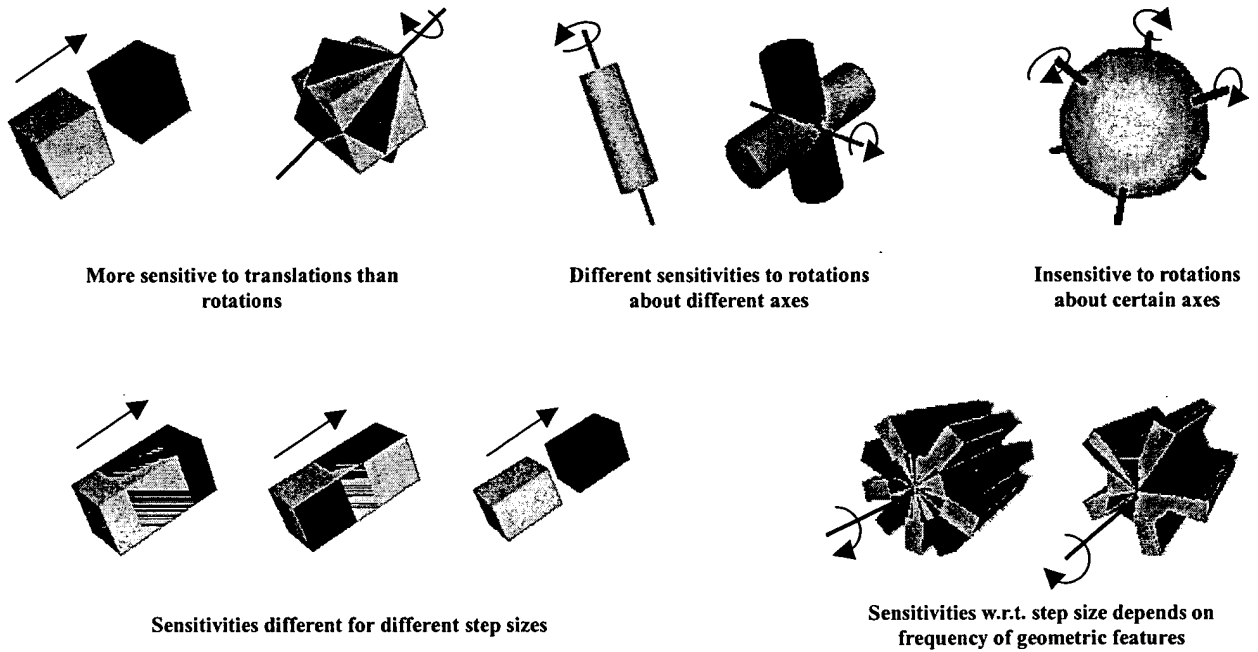 More sensitive to translations than
rotations
Different sensitivities to rotations
about different axes
Insensitive to rotations
about certain axes
Sensitivities different for different step sizes
Sensitivities w.r.t. step size depends on
frequency of geometric features